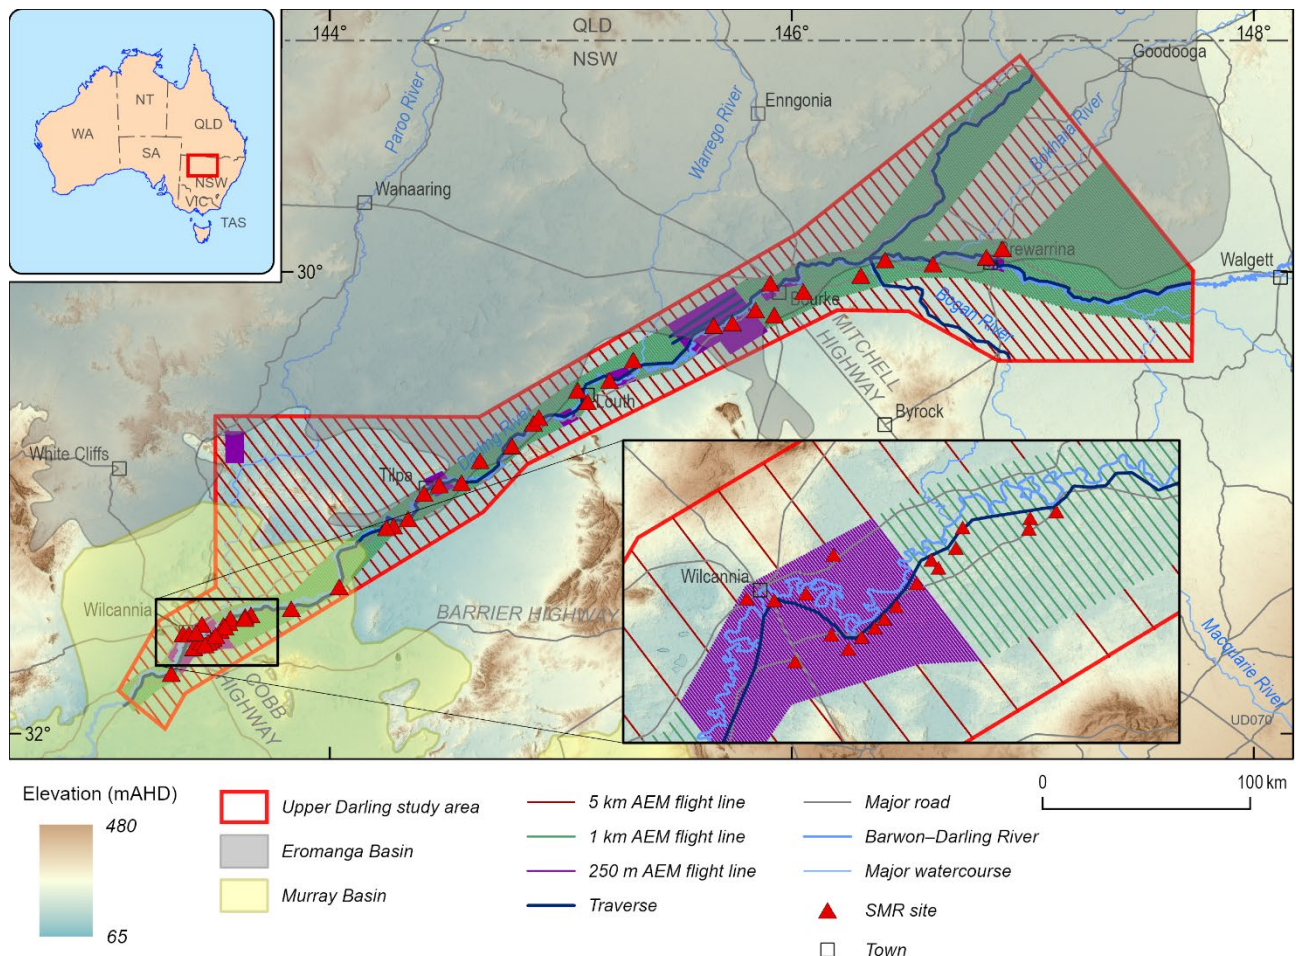 144°
146°
148°
QLD
NSW
Goodooga
NT
WA
QLD
SA
NSW
VIC
TAS
Paroo River
Warrego River
Enngonia
Bokhara River
Wanaaring
30°
Brewarrina
Walgett
Bourke
Bogan River
MITCHELL
HIGHWAY
Louth
Byrock
Darling River
White Cliffs
Tilpa
Wilcannia
Wilcannia
BARRIER HIGHWAY
COBB
HIGHWAY
Macquarie River
32°
UD070
Elevation (mAHD)
480
65
Upper Darling study area
Eromanga Basin
Murray Basin
5 km AEM flight line
1 km AEM flight line
250 m AEM flight line
Traverse
Major road
Barwon–Darling River
Major watercourse
SMR site
Town
0
100 km